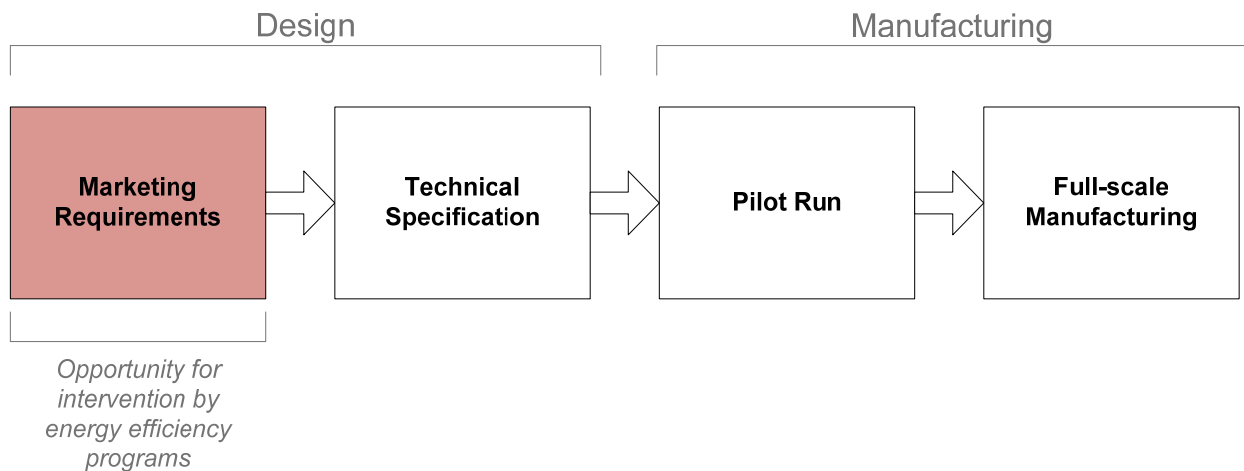 Design
Manufacturing
Marketing
Requirements
Technical
Specification
Pilot Run
Full-scale
Manufacturing
Opportunity for
intervention by
energy efficiency
programs